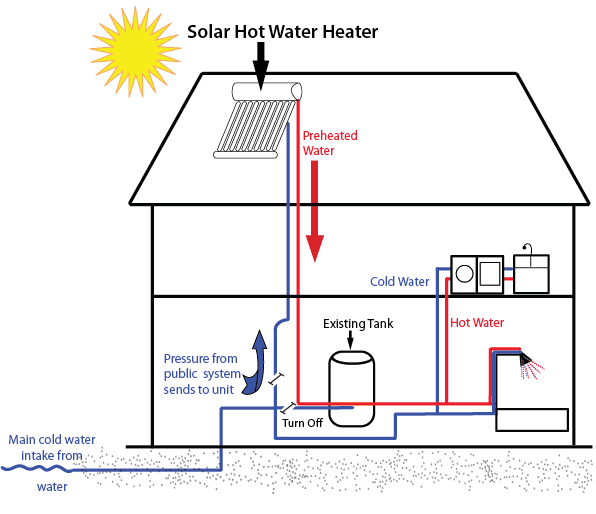 Solar Hot Water Heater
Preheated
Water
Cold Water
Hot Water
Existing Tank
Pressure from
public system
sends to unit
Turn Off
Main cold water
intake from
water